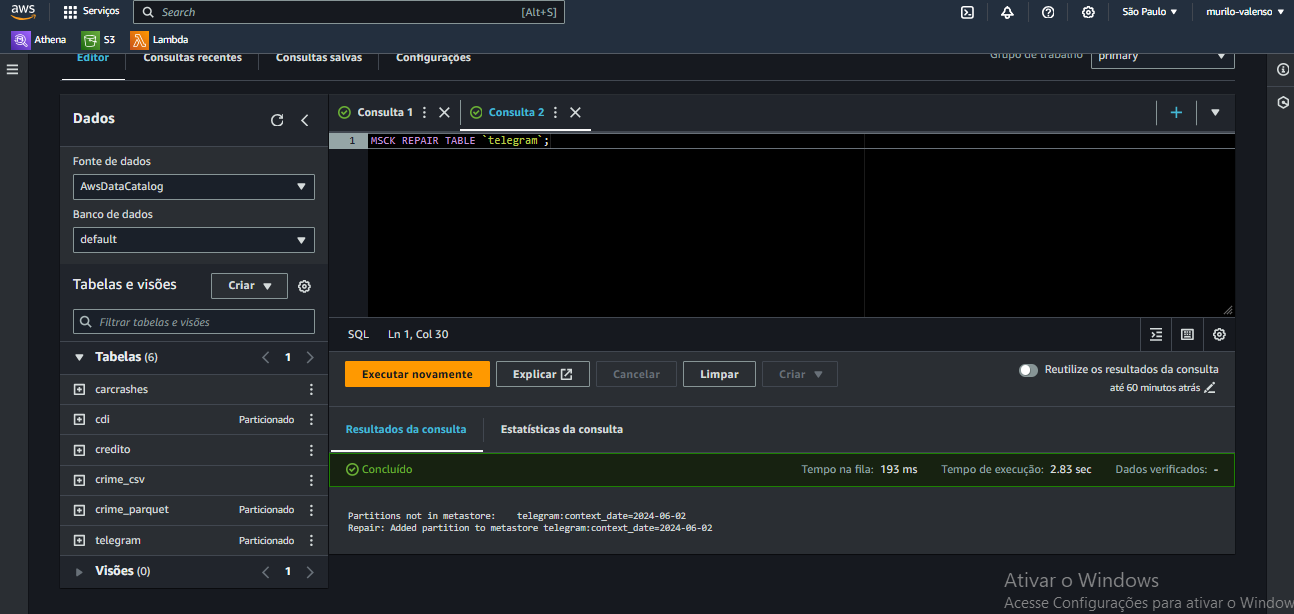 aws Serviços Search [Alt+S] São Paulo ▼ murilo-valenso ▼
Athena S3 Lambda
Editor Consultas recentes Consultas salvas Configurações Grupo de trabalho primary
Dados
Fonte de dados
AwsDataCatalog
Banco de dados
default
Tabelas e visões Criar ▼
Filtrar tabelas e visões
Tabelas (6) < 1 >
carcrashes
cdi Particionado
credito
crime_csv
crime_parquet Particionado
telegram Particionado
Visões (0) < 1 >
Consulta 1 Consulta 2
1 MSCK REPAIR TABLE `telegram`;
SQL Ln 1, Col 30
Executar novamente Explicar Cancelar Limpar Criar ▼
Reutilize os resultados da consulta
até 60 minutos atrás
Resultados da consulta Estatísticas da consulta
Concluído Tempo na fila: 193 ms Tempo de execução: 2.83 sec Dados verificados: -
Partitions not in metastore: telegram:context_date=2024-06-02
Repair: Added partition to metastore telegram:context_date=2024-06-02
Ativar o Windows
Acesse Configurações para ativar o Window